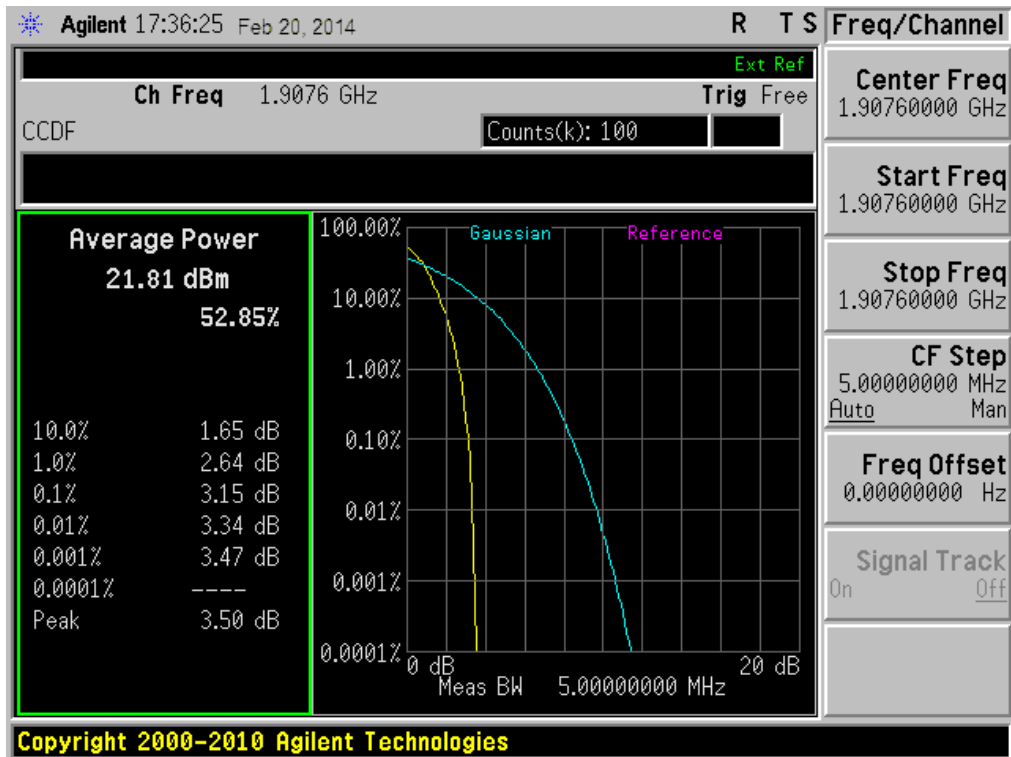 Agilent 17:36:25 Feb 20, 2014 R T S
Ext Ref
Ch Freq 1.9076 GHz Trig Free
CCDF Counts(k): 100
Average Power
21.81 dBm
52.85%
10.0% 1.65 dB
1.0% 2.64 dB
0.1% 3.15 dB
0.01% 3.34 dB
0.001% 3.47 dB
0.0001% ----
Peak 3.50 dB
Gaussian Reference
100.00%
10.00%
1.00%
0.10%
0.01%
0.001%
0.0001%
0 dB 20 dB
Meas BW 5.00000000 MHz
Freq/Channel
Center Freq
1.90760000 GHz
Start Freq
1.90760000 GHz
Stop Freq
1.90760000 GHz
CF Step
5.00000000 MHz
Auto Man
Freq Offset
0.00000000 Hz
Signal Track
On Off
Copyright 2000-2010 Agilent Technologies